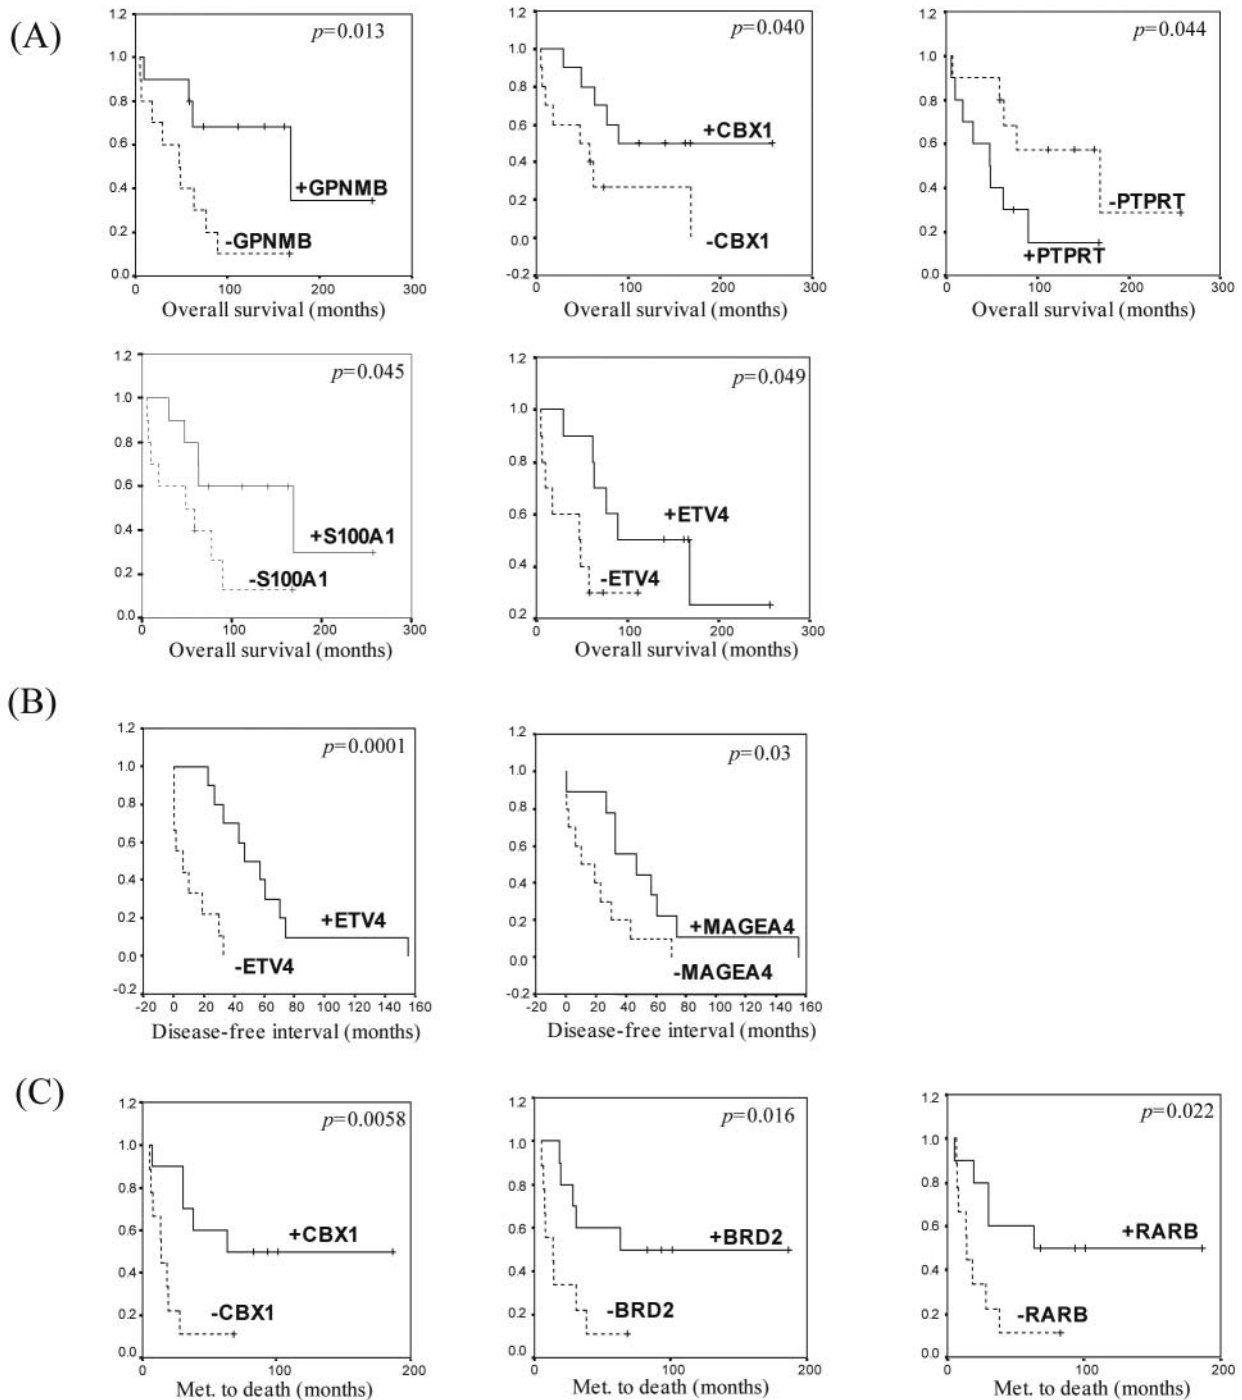 (A)
1.2
1.0
0.8
0.6
0.4
0.2
0.0
p=0.013
+GPNMB
-GPNMB
0 100 200 300
Overall survival (months)
1.2
1.0
0.8
0.6
0.4
0.2
0.0
-0.2
p=0.040
+CBX1
-CBX1
0 100 200 300
Overall survival (months)
1.2
1.0
0.8
0.6
0.4
0.2
0.0
p=0.044
-PTPRT
+PTPRT
0 100 200 300
Overall survival (months)
1.2
1.0
0.8
0.6
0.4
0.2
0.0
p=0.045
+S100A1
-S100A1
0 100 200 300
Overall survival (months)
1.2
1.0
0.8
0.6
0.4
0.2
p=0.049
+ETV4
-ETV4
0 100 200 300
Overall survival (months)
(B)
1.2
1.0
0.8
0.6
0.4
0.2
0.0
-0.2
p=0.0001
+ETV4
-ETV4
-20 0 20 40 60 80 100 120 140 160
Disease-free interval (months)
1.2
1.0
0.8
0.6
0.4
0.2
0.0
-0.2
p=0.03
+MAGEA4
-MAGEA4
-20 0 20 40 60 80 100 120 140 160
Disease-free interval (months)
(C)
1.2
1.0
0.8
0.6
0.4
0.2
0.0
p=0.0058
+CBX1
-CBX1
0 100 200
Met. to death (months)
1.2
1.0
0.8
0.6
0.4
0.2
0.0
p=0.016
+BRD2
-BRD2
0 100 200
Met. to death (months)
1.2
1.0
0.8
0.6
0.4
0.2
0.0
p=0.022
+RARB
-RARB
0 100 200
Met. to death (months)